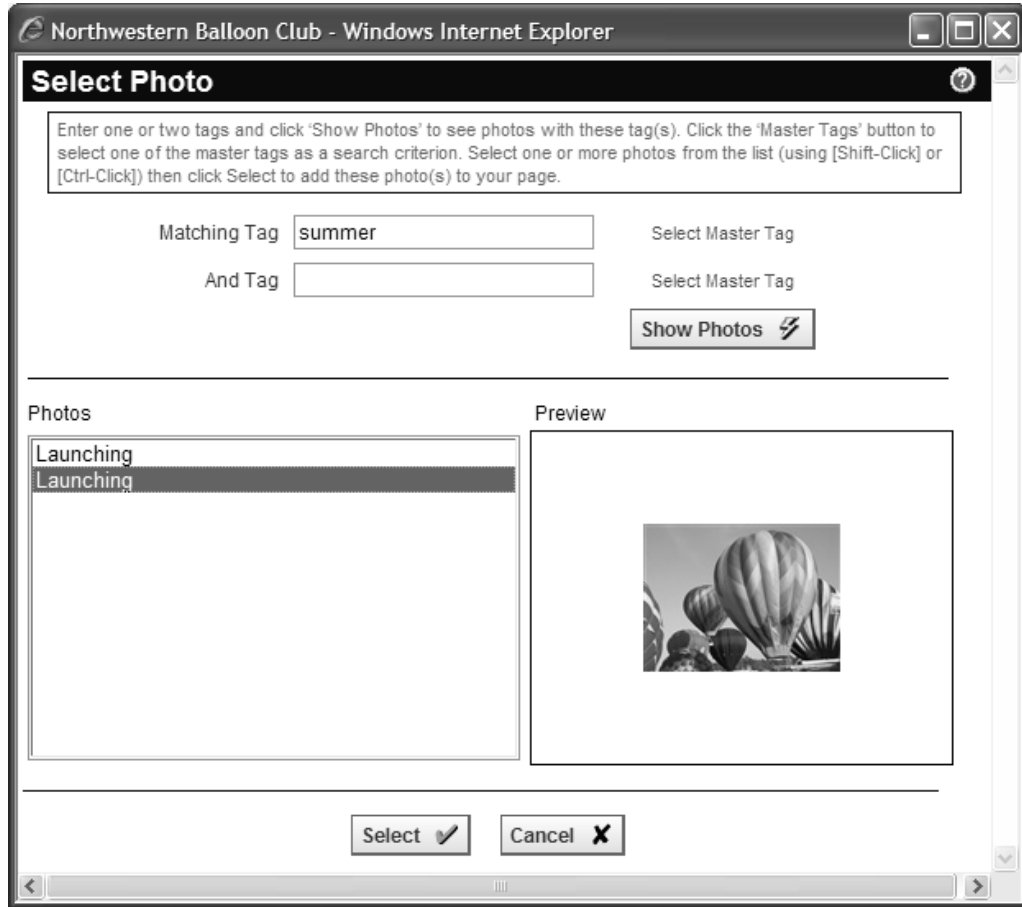 Northwestern Balloon Club - Windows Internet Explorer
Select Photo
Enter one or two tags and click ‘Show Photos’ to see photos with these tag(s). Click the ‘Master Tags’ button to
select one of the master tags as a search criterion. Select one or more photos from the list (using [Shift-Click] or
[Ctrl-Click]) then click Select to add these photo(s) to your page.
Matching Tag summer Select Master Tag
And Tag Select Master Tag
Show Photos
Photos Preview
Launching
Launching
Select Cancel